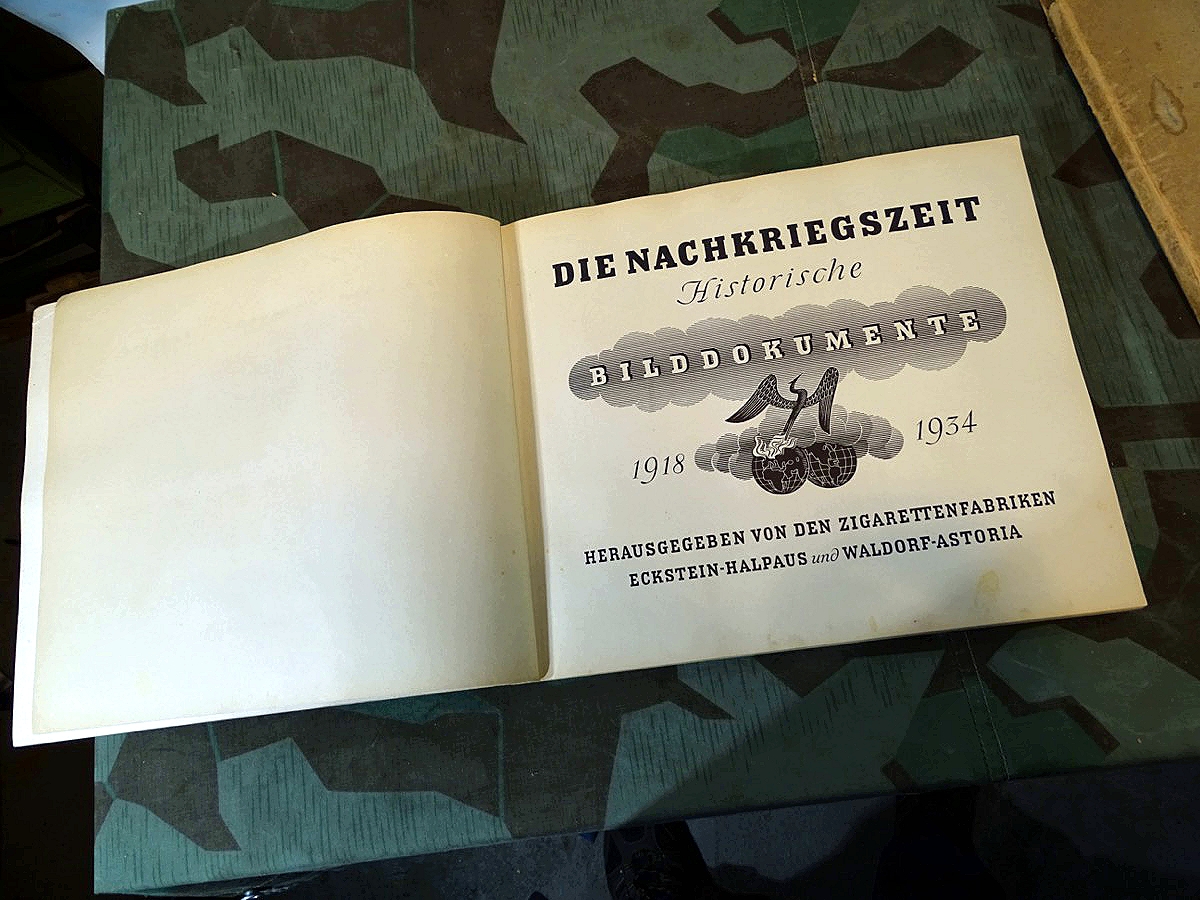 DIE NACHKRIEGSZEIT
Historische
BILDDOKUMENTE
1918 1934
HERAUSGEGEBEN VON DEN ZIGARETTENFABRIKEN
ECKSTEIN-HALPAUS und WALDORF-ASTORIA